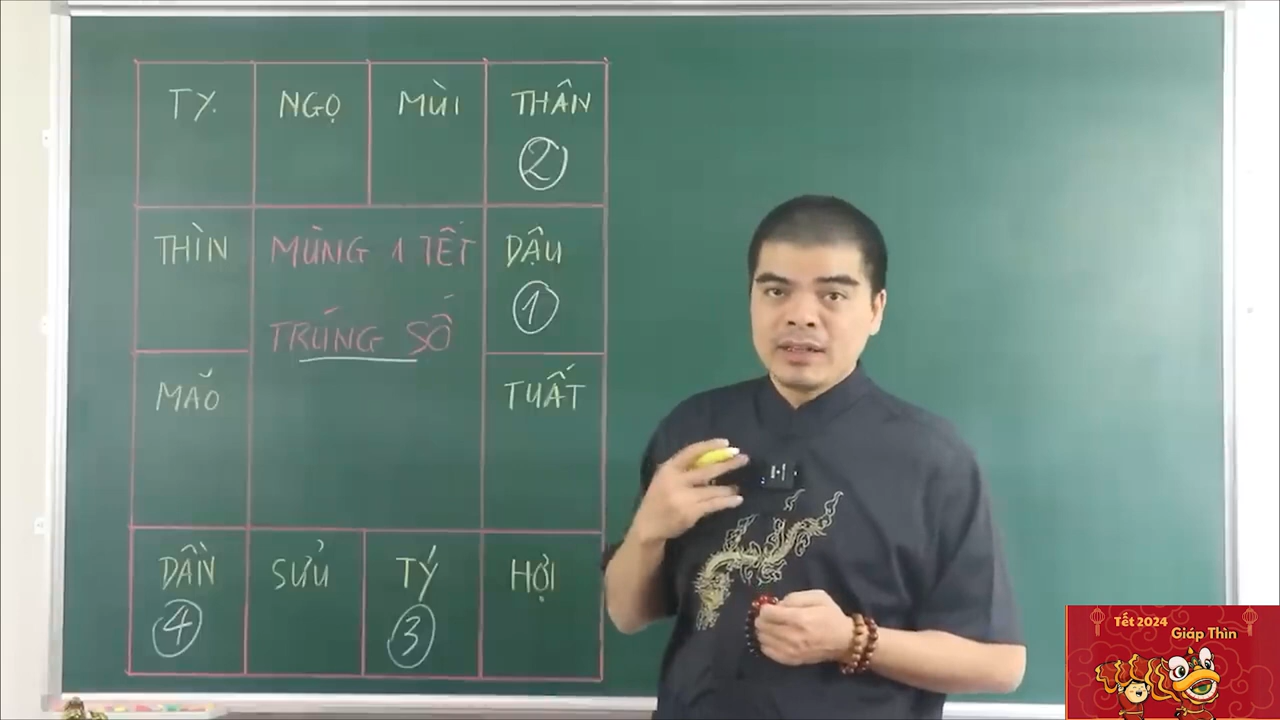 TỴ
NGỌ
MÙI
THÂN
②
THÌN
MÙNG 1 TẾT
DẬU
①
TRÚNG SỐ
MÃO
TUẤT
DẦN
④
SỬU
TÝ
③
HỢI
Tết 2024
Giáp Thìn